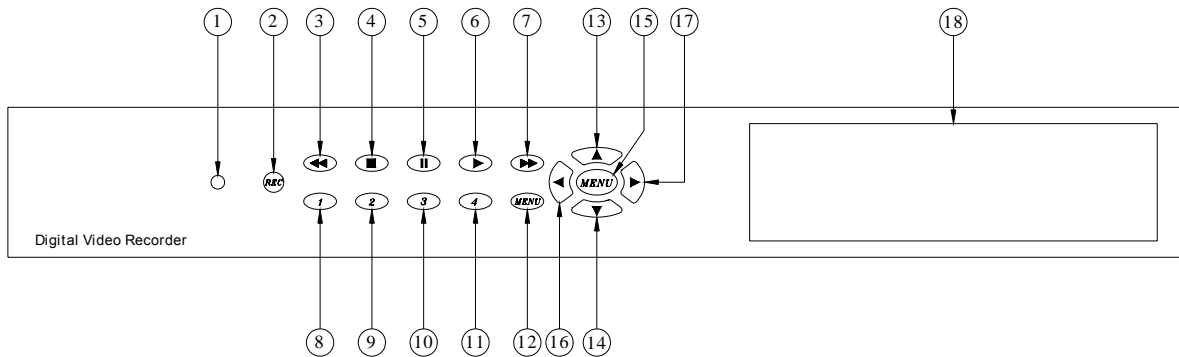 1 2 3 4 5 6 7 13 15 17 18
REC
MENU
1 2 3 4 MENU
Digital Video Recorder
8 9 10 11 12 16 14